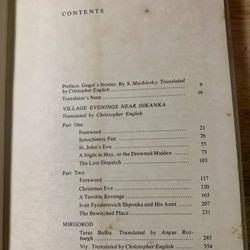 CONTENTS
Preface. Gogol's Stories. By S. Mashinsky, Translated
by Cristopher English 9
Translator's Note 16
VILLAGE EVENINGS NEAR DIKANKA
Translated by Christopher English
Part One
Foreword 21
Sorochintsy Fair 26
St. John's Eve 55
A Night in May, or the Drowned Maiden 73
The Lost Dispatch 103
Part Two
Foreword 117
Christmas Eve 120
A Terrible Revenge 165
Ivan Fyodorovich Shponka and His Aunt 207
The Bewitched Place 231
MIRGOROD
Taras Bulba. Translated by Angus Rox-
burgh 245
Viy. Translated by Christopher English 354